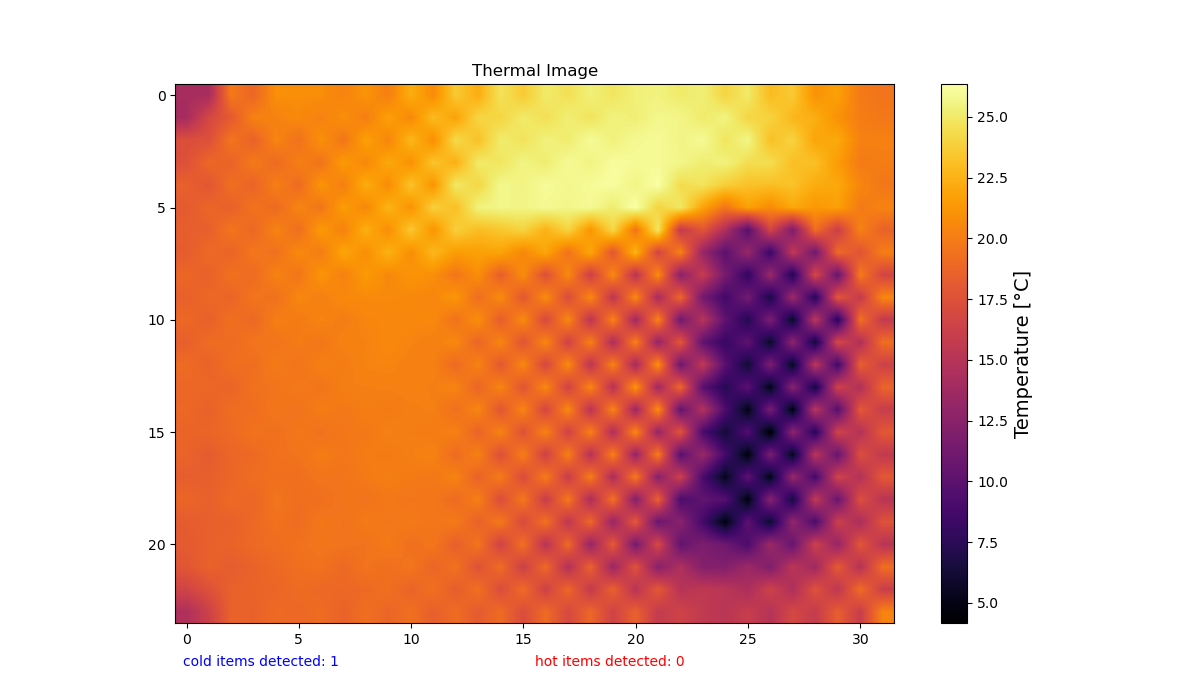 Thermal Image
0
5
10
15
20
0 5 10 15 20 25 30
25.0
22.5
20.0
17.5
15.0
12.5
10.0
7.5
5.0
Temperature [°C]
cold items detected: 1
hot items detected: 0